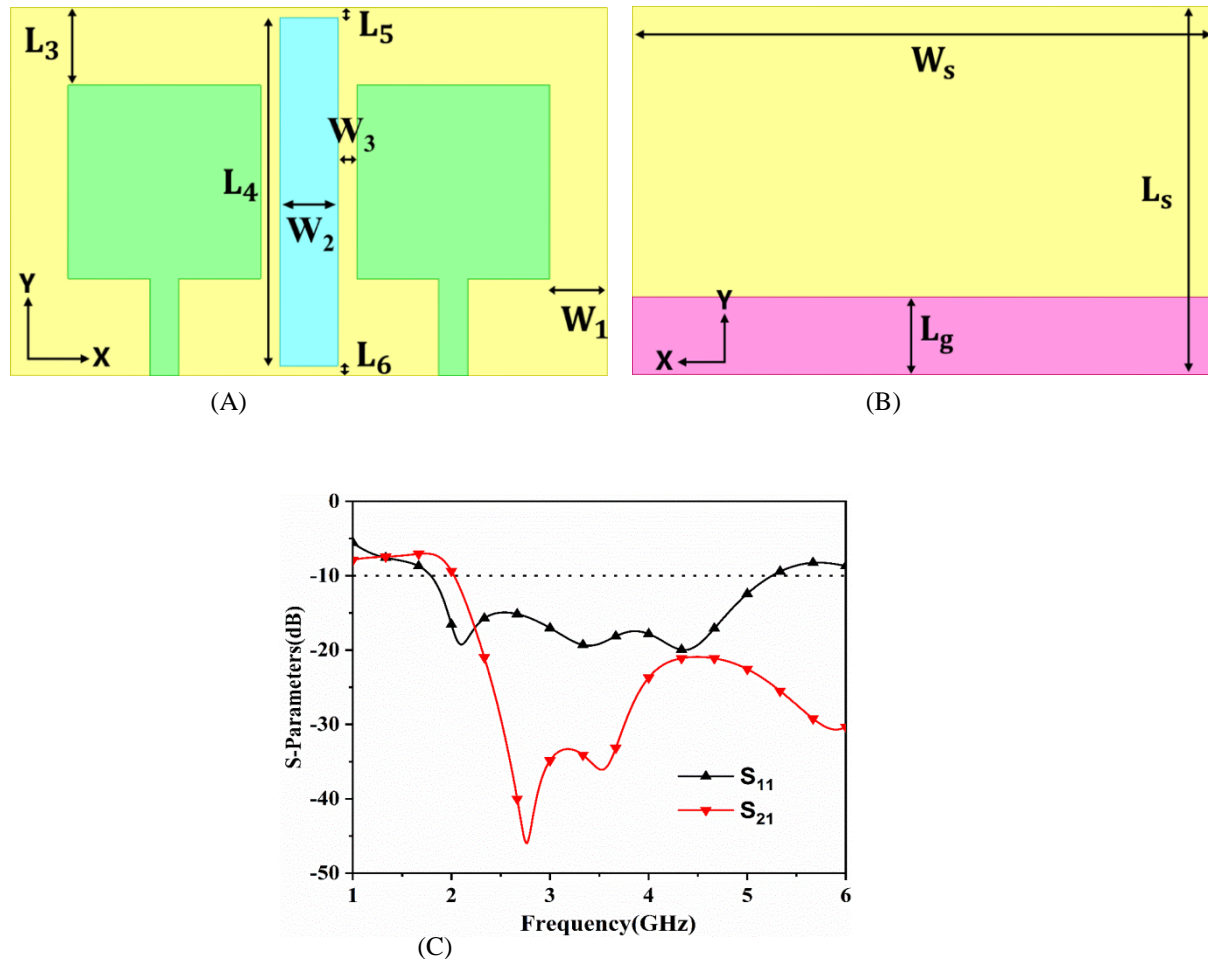 L3
L5
W3
L4
W2
Y
X
W1
L6
(A)
Ws
Ls
Y
X
Lg
(B)
0
-10
-20
-30
-40
-50
S-Parameters(dB)
S11
S21
1 2 3 4 5 6
Frequency(GHz)
(C)